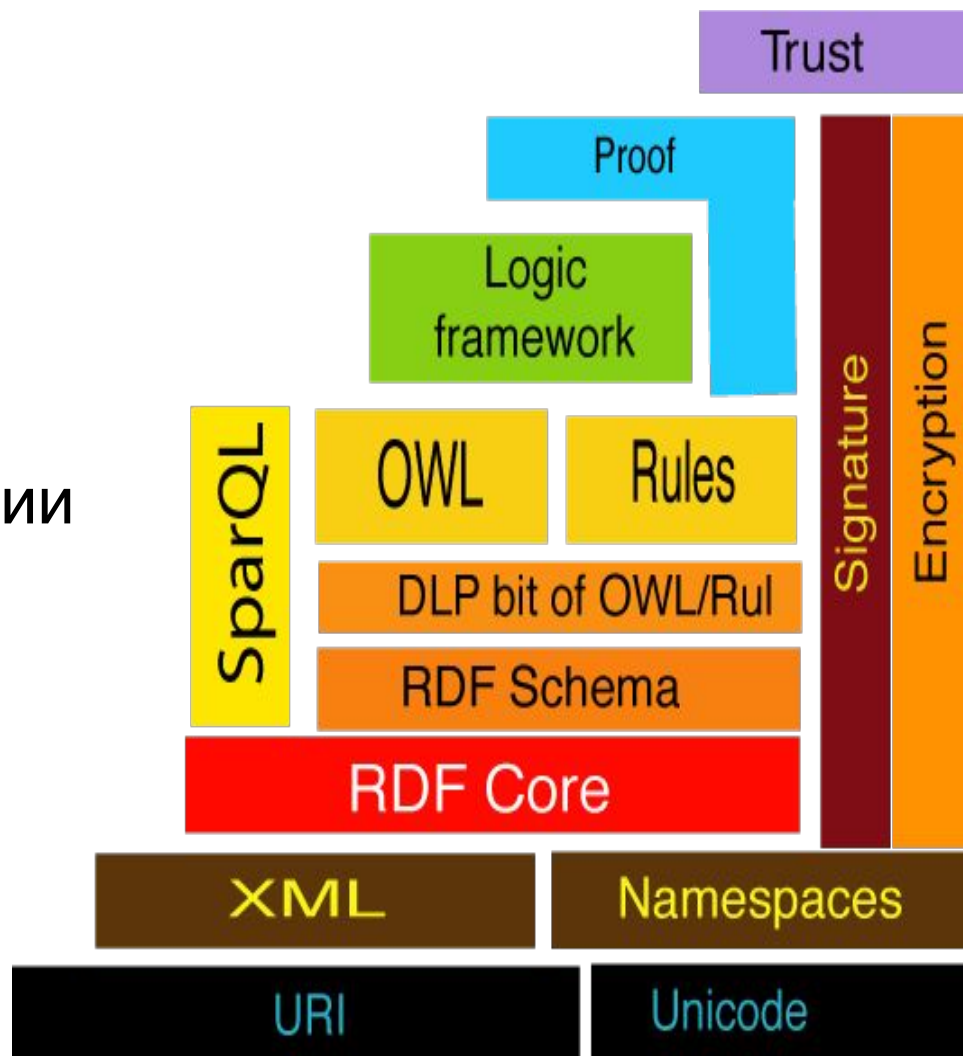 Trust
Proof
Logic
framework
ии
SparQL
OWL
Rules
Signature
Encryption
DLP bit of OWL/Rul
RDF Schema
RDF Core
XML
Namespaces
URI
Unicode